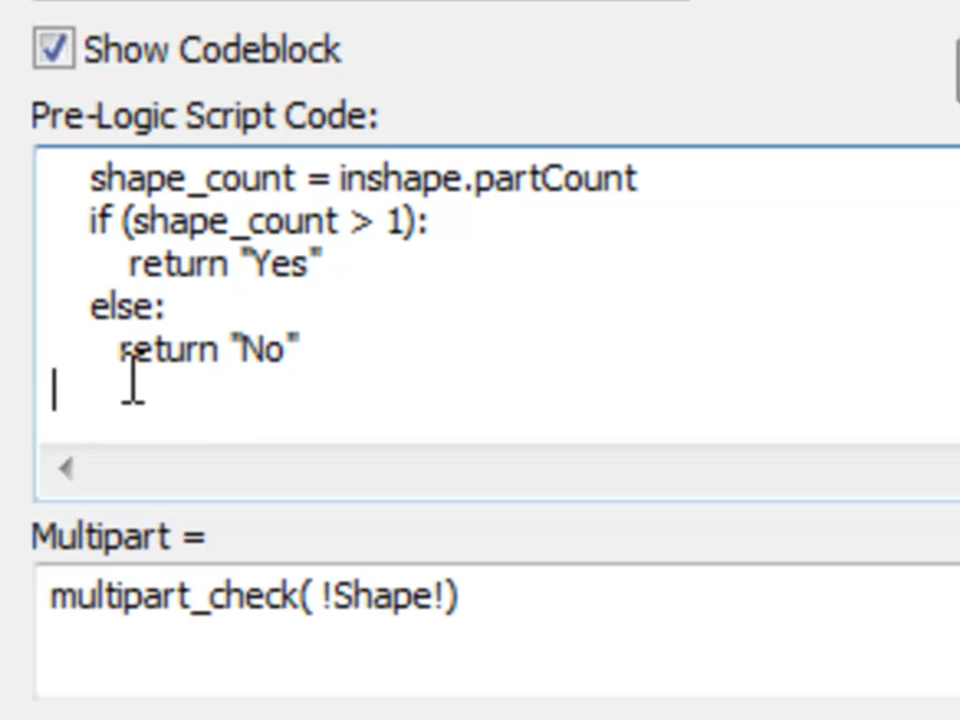 Show Codeblock
Pre-Logic Script Code:
shape_count = inshape.partCount
if (shape_count > 1):
return "Yes"
else:
return "No"
Multipart =
multipart_check( !Shape!)